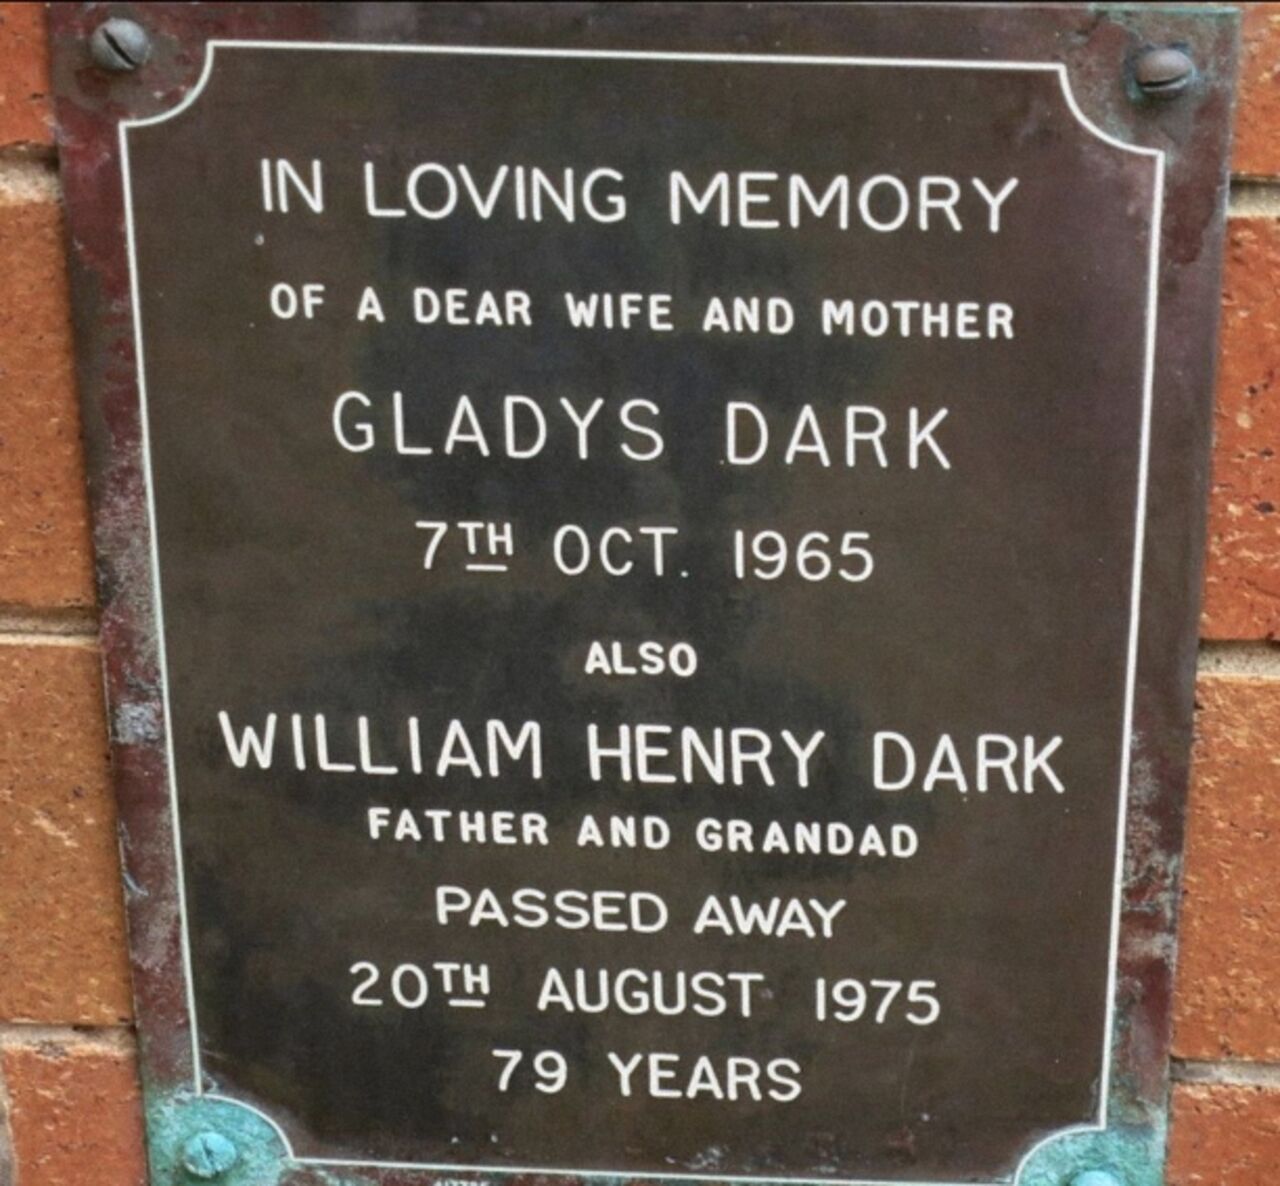 IN LOVING MEMORY
OF A DEAR WIFE AND MOTHER
GLADYS DARK
7TH OCT. 1965
ALSO
WILLIAM HENRY DARK
FATHER AND GRANDAD
PASSED AWAY
20TH AUGUST 1975
79 YEARS